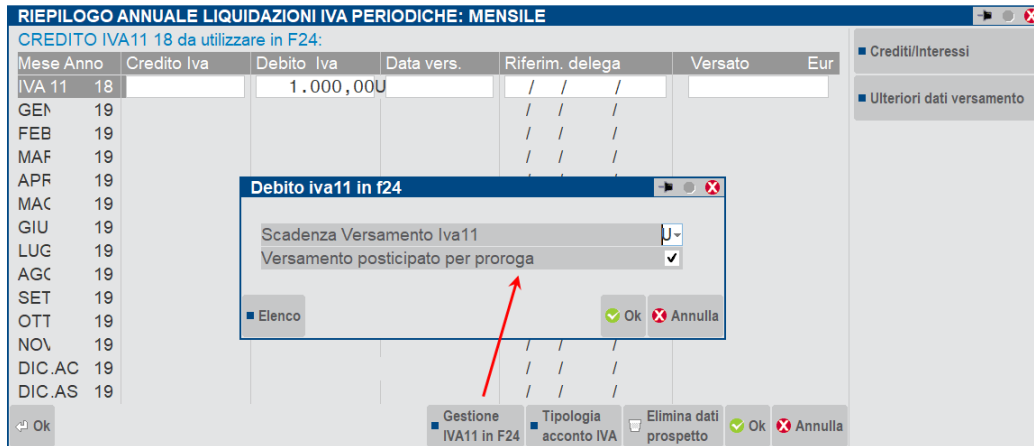 RIEPILOGO ANNUALE LIQUIDAZIONI IVA PERIODICHE: MENSILE
CREDITO IVA11 18 da utilizzare in F24:
Mese Anno Credito Iva Debito Iva Data vers. Riferim. delega Versato Eur
IVA 11 18 1.000,00U / / /
GEN 19 / / /
FEB 19 / / /
MAR 19 / / /
APR 19 / / /
MAG 19
GIU 19
LUG 19
AGO 19
SET 19
OTT 19
NOV 19 / / /
DIC.AC 19 / / /
DIC.AS 19 / / /
Crediti/Interessi
Ulteriori dati versamento
Debito iva11 in f24
Scadenza Versamento Iva11 U
Versamento posticipato per proroga ✔
Elenco Ok Annulla
Ok Gestione IVA11 in F24 Tipologia acconto IVA Elimina dati prospetto Ok Annulla